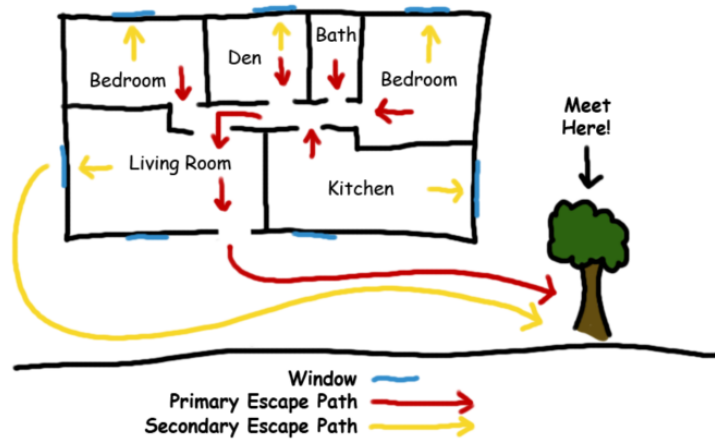 Bath
Den
Bedroom
Bedroom
Meet
Here!
Living Room
Kitchen
Window
Primary Escape Path
Secondary Escape Path